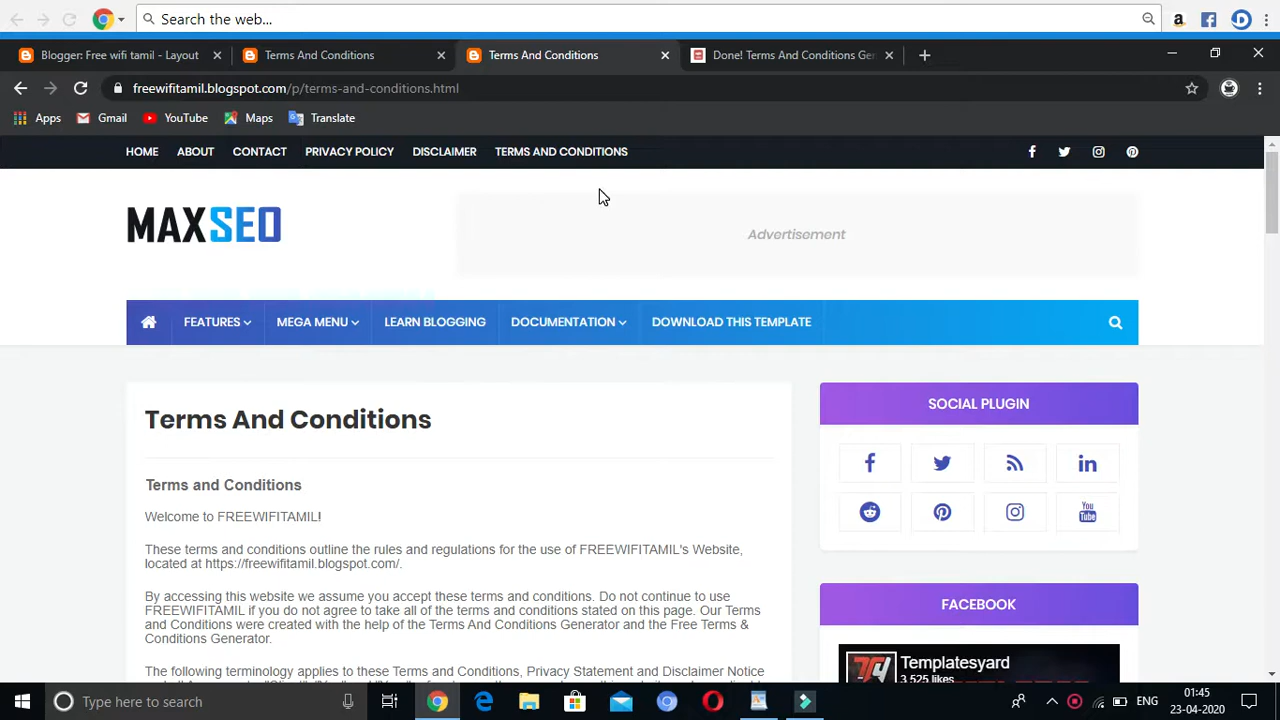 Search the web...
Blogger: Free wifi tamil - Layout
Terms And Conditions
Terms And Conditions
Done! Terms And Conditions Gen
freewifitamil.blogspot.com/p/terms-and-conditions.html
Apps
Gmail
YouTube
Maps
Translate
HOME
ABOUT
CONTACT
PRIVACY POLICY
DISCLAIMER
TERMS AND CONDITIONS
MAXSEO
Advertisement
FEATURES
MEGA MENU
LEARN BLOGGING
DOCUMENTATION
DOWNLOAD THIS TEMPLATE
Terms And Conditions
Terms and Conditions
Welcome to FREEWIFITAMIL!
These terms and conditions outline the rules and regulations for the use of FREEWIFITAMIL's Website,
located at https://freewifitamil.blogspot.com/.
By accessing this website we assume you accept these terms and conditions. Do not continue to use
FREEWIFITAMIL if you do not agree to take all of the terms and conditions stated on this page. Our Terms
and Conditions were created with the help of the Terms And Conditions Generator and the Free Terms &
Conditions Generator.
The following terminology applies to these Terms and Conditions, Privacy Statement and Disclaimer Notice
SOCIAL PLUGIN
You
Tube
FACEBOOK
Templatesyard
3,525 likes
Type here to search
ENG
01:45
23-04-2020